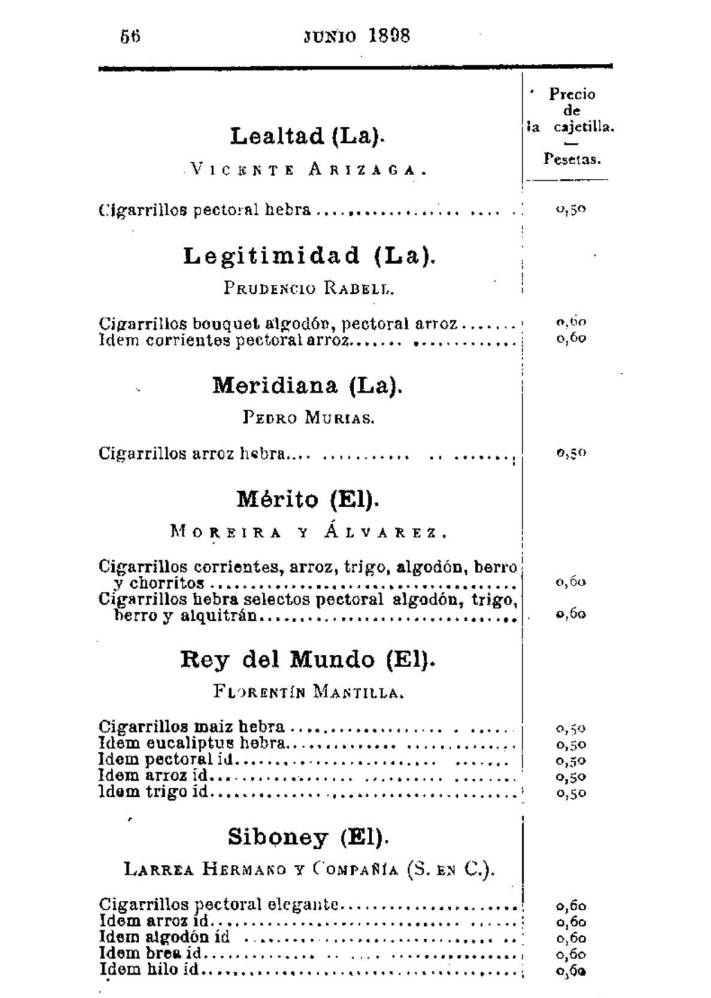 56 JUNIO 1898
Precio
de
la cajetilla.
—
Pesetas.
Lealtad (La).
VICENTE ARIZAGA.
Cigarrillos pectoral hebra ........................ 0,50
Legitimidad (La).
PRUDENCIO RABELL.
Cigarrillos bouquet algodón, pectoral arroz ....... 0,60
Idem corrientes pectoral arroz.................... 0,60
Meridiana (La).
PEDRO MURIAS.
Cigarrillos arroz hebra........................... 0,50
Mérito (El).
MOREIRA Y ÁLVAREZ.
Cigarrillos corrientes, arroz, trigo, algodón, berro
y chorritos ...................................... 0,60
Cigarrillos hebra selectos pectoral algodón, trigo,
berro y alquitrán................................ 0,60
Rey del Mundo (El).
FLORENTÍN MANTILLA.
Cigarrillos maiz hebra ........................... 0,50
Idem eucaliptus hebra............................ 0,50
Idem pectoral id.................................. 0,50
Idem arroz id..................................... 0,50
Idem trigo id..................................... 0,50
Siboney (El).
LARREA HERMANO Y COMPAÑÍA (S. EN C.).
Cigarrillos pectoral elegante...................... 0,60
Idem arroz id..................................... 0,60
Idem algodón id .................................. 0,60
Idem brea id...................................... 0,60
Idem hilo id...................................... 0,60